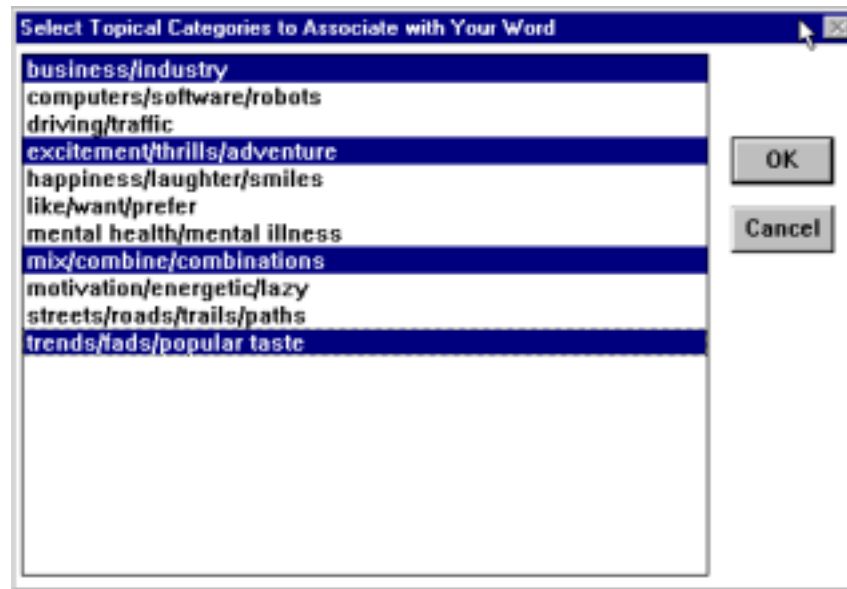 Select Topical Categories to Associate with Your Word
business/industry
computers/software/robots
driving/traffic
excitement/thrills/adventure
happiness/laughter/smiles
like/want/prefer
mental health/mental illness
mix/combine/combinations
motivation/energetic/lazy
streets/roads/trails/paths
trends/fads/popular taste
OK
Cancel